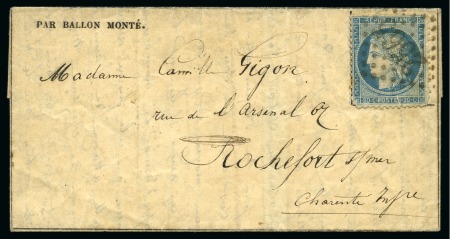 PAR BALLON MONTÉ.
Madame Camille Gigon
rue de l'Arsenal 67
Rochefort s/mer
Charente Infre